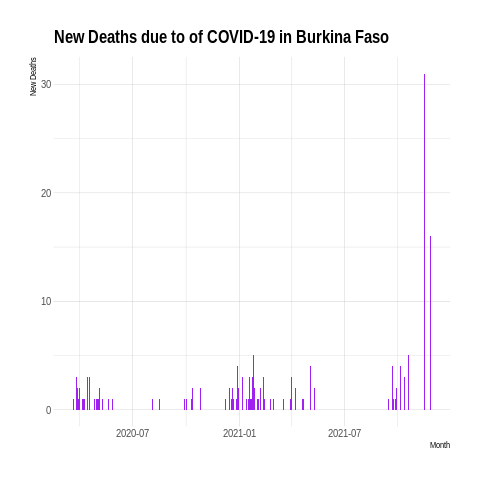 New Deaths due to of COVID-19 in Burkina Faso
New Deaths
30
20
10
0
2020-07
2021-01
2021-07
Month